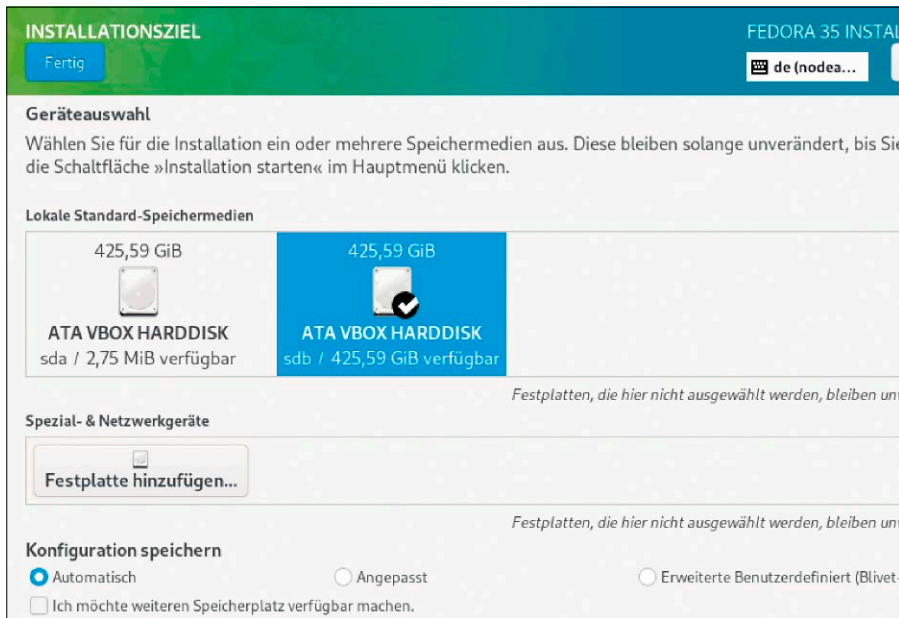 INSTALLATIONSZIEL
FEDORA 35 INSTAL
Fertig
de (nodea...
Geräteauswahl
Wählen Sie für die Installation ein oder mehrere Speichermedien aus. Diese bleiben solange unverändert, bis Sie
die Schaltfläche »Installation starten« im Hauptmenü klicken.
Lokale Standard-Speichermedien
425,59 GiB
ATA VBOX HARDDISK
sda / 2,75 MiB verfügbar
425,59 GiB
ATA VBOX HARDDISK
sdb / 425,59 GiB verfügbar
Festplatten, die hier nicht ausgewählt werden, bleiben unv
Spezial- & Netzwerkgeräte
Festplatte hinzufügen...
Festplatten, die hier nicht ausgewählt werden, bleiben unv
Konfiguration speichern
Automatisch
Angepasst
Erweiterte Benutzerdefiniert (Blivet-
Ich möchte weiteren Speicherplatz verfügbar machen.